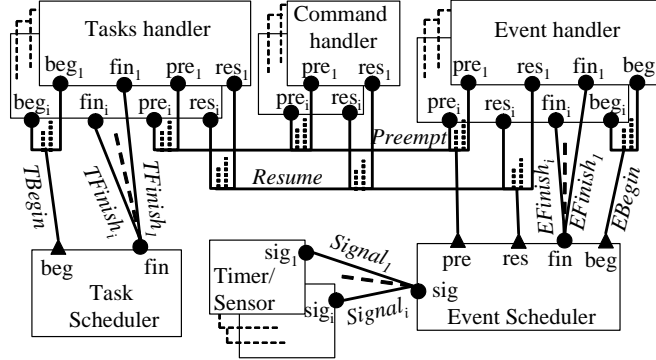 Tasks handler
Command handler
Event handler
beg₁ fin₁ pre₁ res₁
pre₁ res₁
pre₁ res₁ fin₁ beg
begᵢ finᵢ preᵢ resᵢ
preᵢ resᵢ
preᵢ resᵢ finᵢ begᵢ
Preempt
Resume
TBegin
TFinishᵢ
TFinish₁
EFinishᵢ
EFinish₁
EBegin
beg fin
Task
Scheduler
sig₁
Timer/
Sensor
sigᵢ
Signal₁
Signalᵢ
pre res fin beg
sig
Event Scheduler